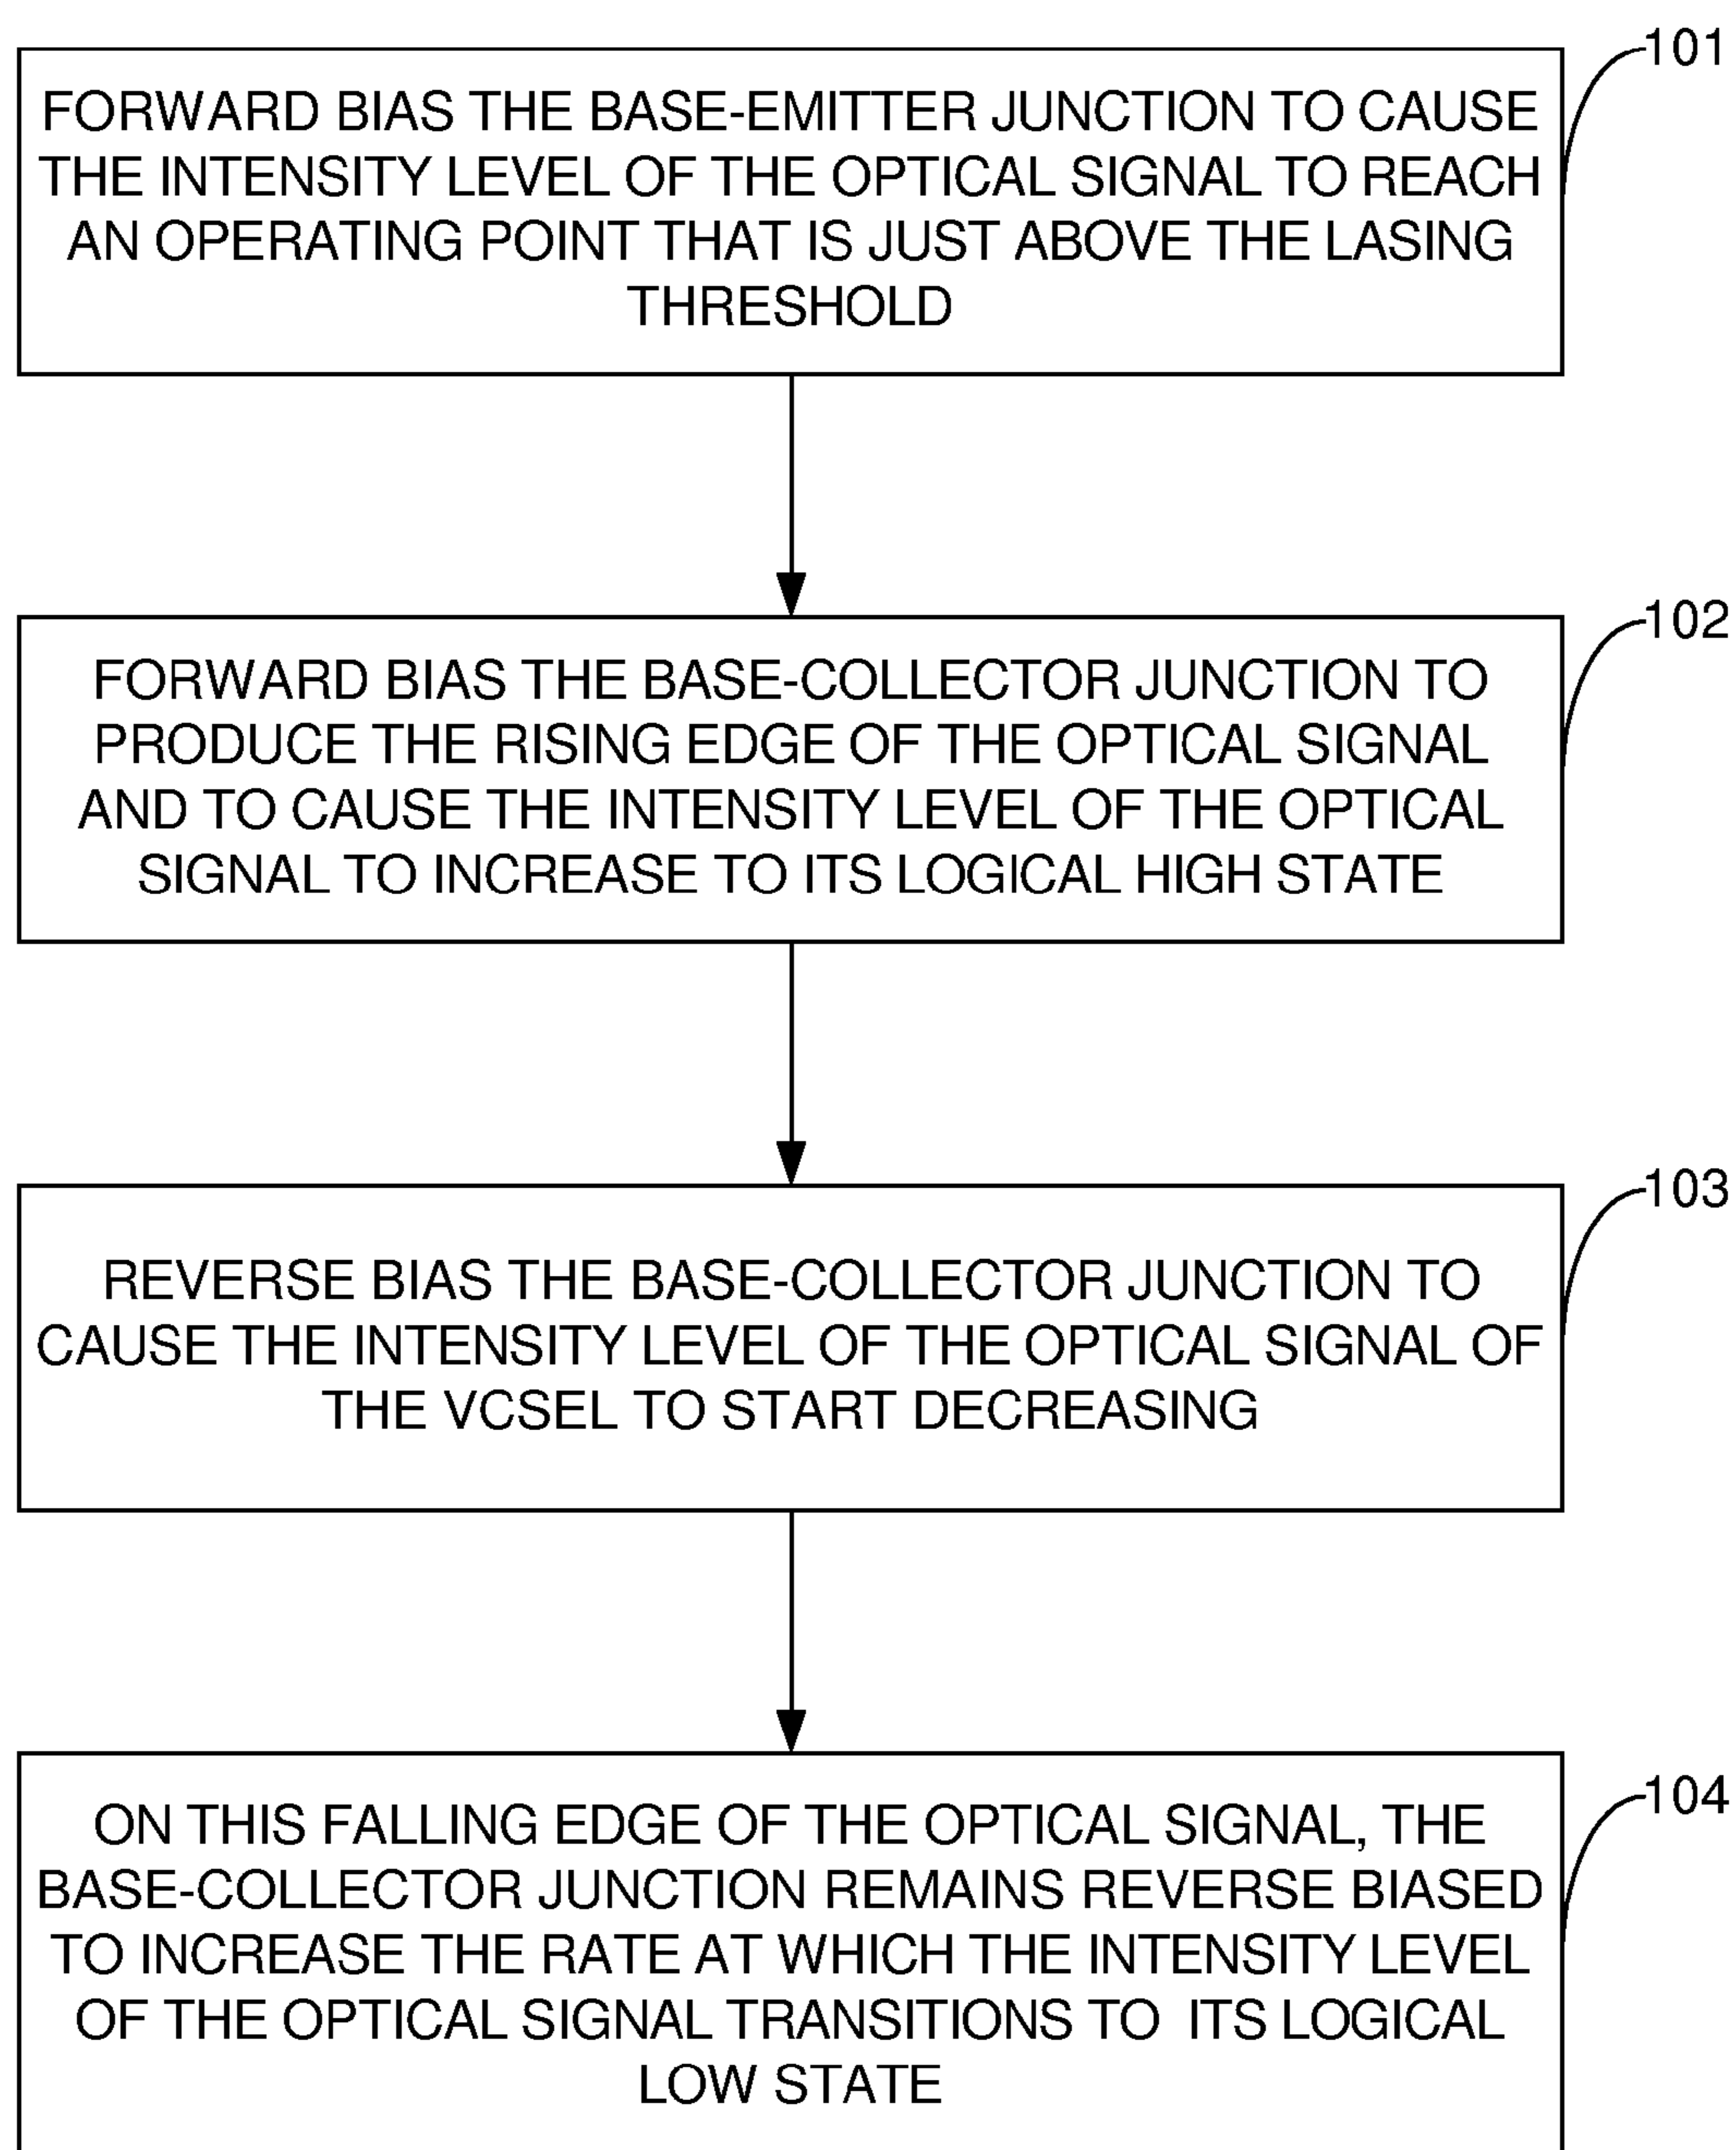 101
FORWARD BIAS THE BASE-EMITTER JUNCTION TO CAUSE
THE INTENSITY LEVEL OF THE OPTICAL SIGNAL TO REACH
AN OPERATING POINT THAT IS JUST ABOVE THE LASING
THRESHOLD
102
FORWARD BIAS THE BASE-COLLECTOR JUNCTION TO
PRODUCE THE RISING EDGE OF THE OPTICAL SIGNAL
AND TO CAUSE THE INTENSITY LEVEL OF THE OPTICAL
SIGNAL TO INCREASE TO ITS LOGICAL HIGH STATE
103
REVERSE BIAS THE BASE-COLLECTOR JUNCTION TO
CAUSE THE INTENSITY LEVEL OF THE OPTICAL SIGNAL OF
THE VCSEL TO START DECREASING
104
ON THIS FALLING EDGE OF THE OPTICAL SIGNAL, THE
BASE-COLLECTOR JUNCTION REMAINS REVERSE BIASED
TO INCREASE THE RATE AT WHICH THE INTENSITY LEVEL
OF THE OPTICAL SIGNAL TRANSITIONS TO ITS LOGICAL
LOW STATE